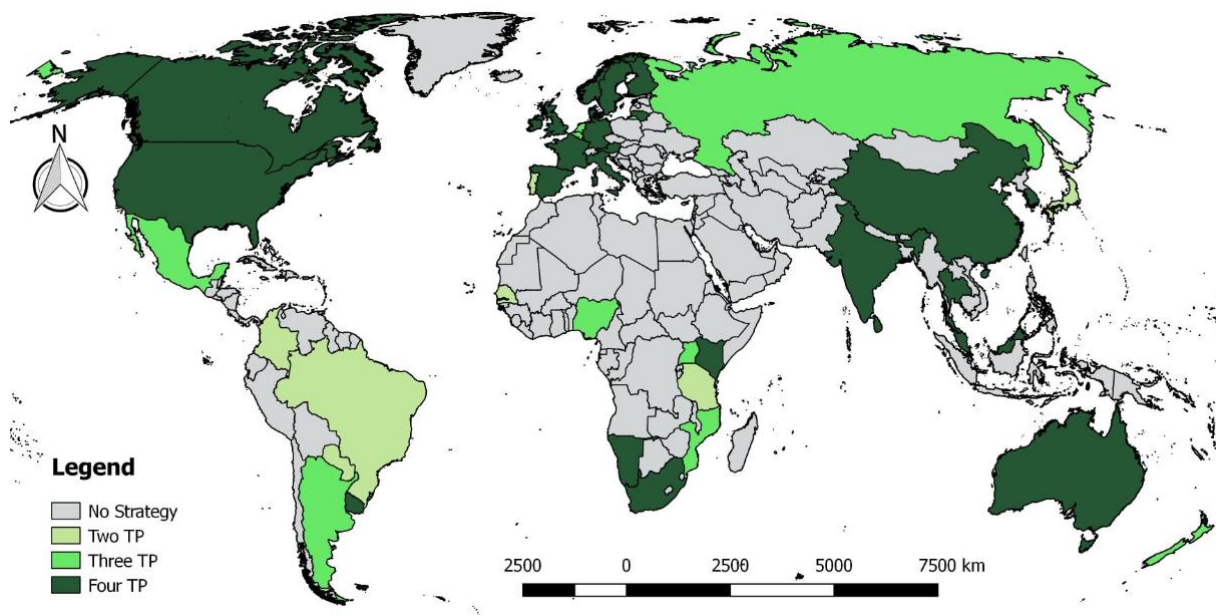 N
Legend
No Strategy
Two TP
Three TP
Four TP
2500 0 2500 5000 7500 km